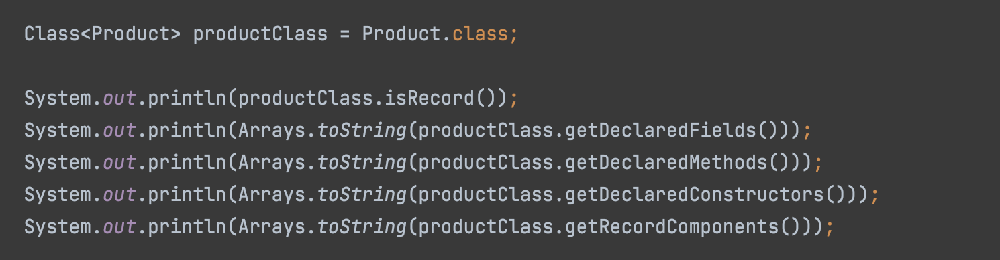 Class<Product> productClass = Product.class;
System.out.println(productClass.isRecord());
System.out.println(Arrays.toString(productClass.getDeclaredFields()));
System.out.println(Arrays.toString(productClass.getDeclaredMethods()));
System.out.println(Arrays.toString(productClass.getDeclaredConstructors()));
System.out.println(Arrays.toString(productClass.getRecordComponents()));